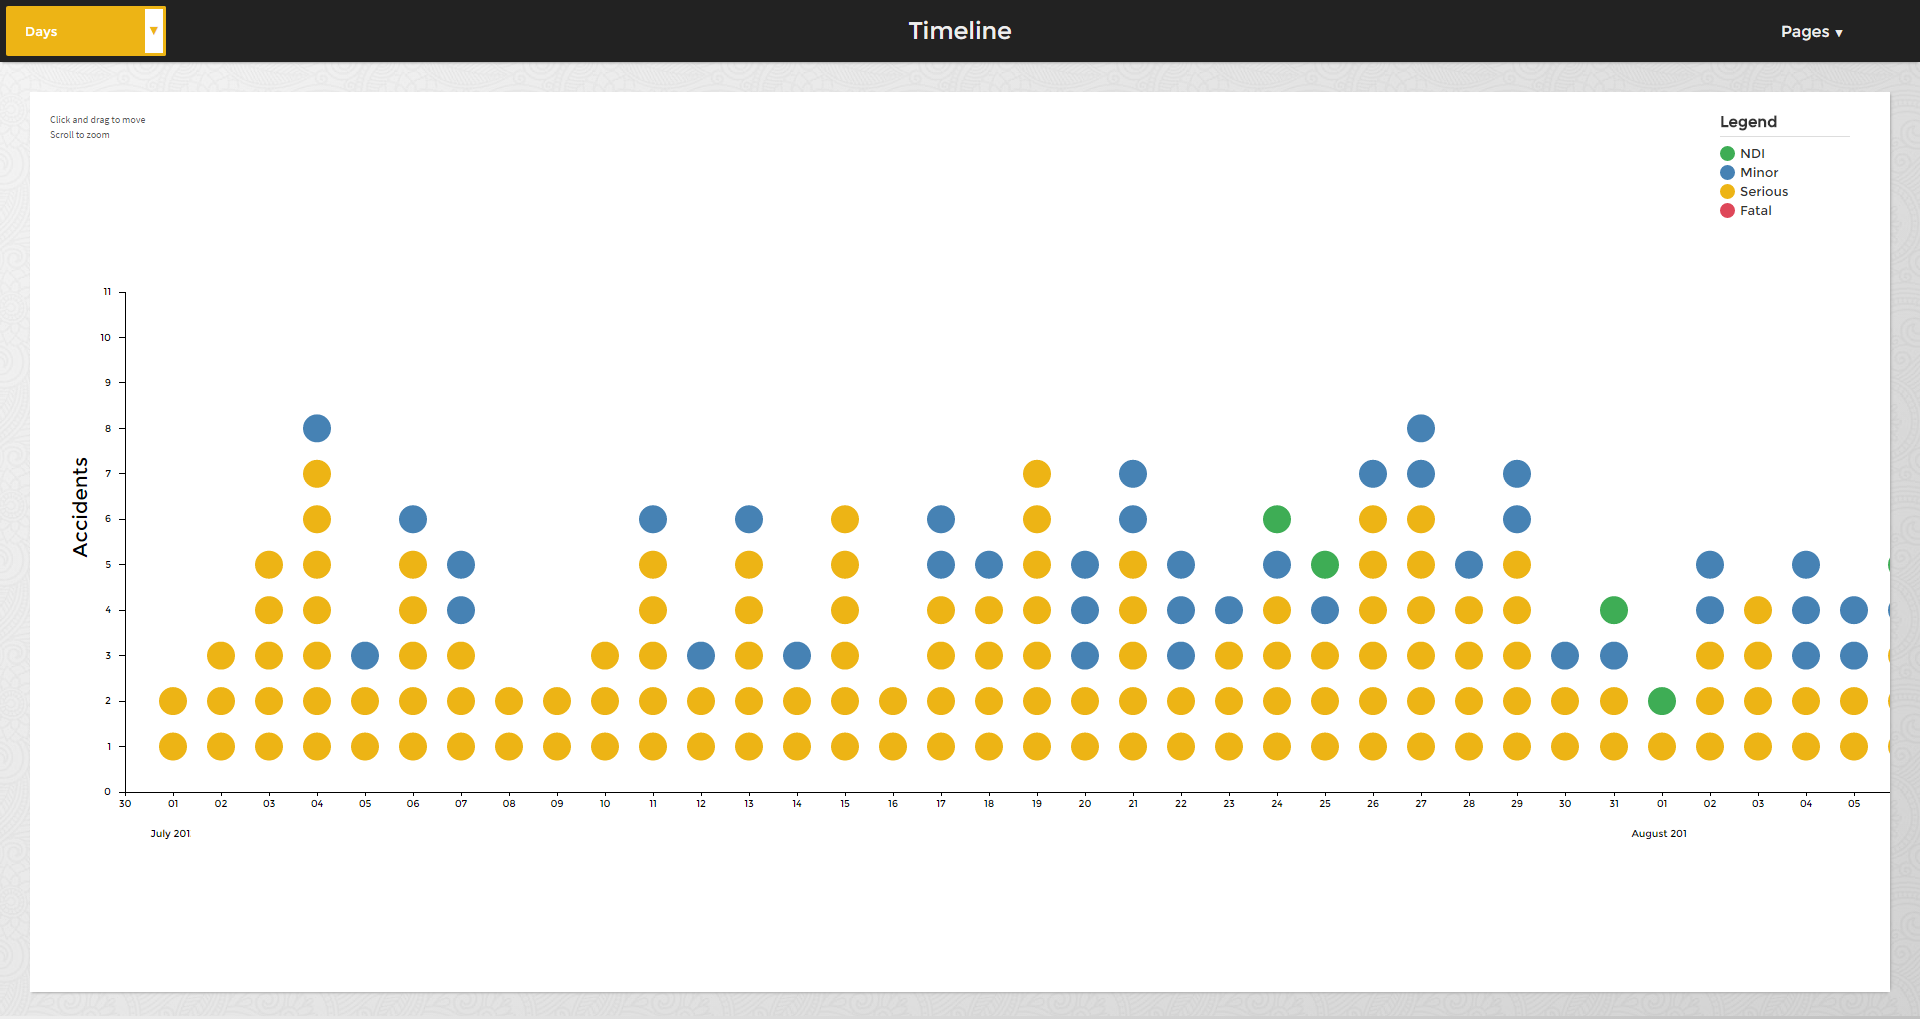 Days ▼
Timeline
Pages ▼
Click and drag to move
Scroll to zoom
Legend
NDI
Minor
Serious
Fatal
Accidents
11
10
9
8
7
6
5
4
3
2
1
0
30 01 02 03 04 05 06 07 08 09 10 11 12 13 14 15 16 17 18 19 20 21 22 23 24 25 26 27 28 29 30 31 01 02 03 04 05
July 201 August 201